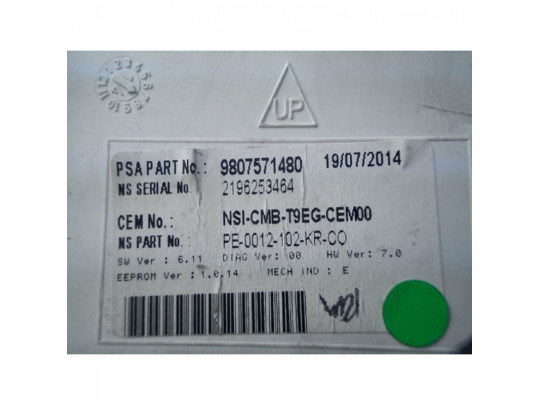 UP
PSA PART No.: 9807571480 19/07/2014
NS SERIAL No. 2196253464
CEM No.: NSI-CMB-T9EG-CEM00
NS PART No.: PE-0012-102-KR-CO
SW Ver : 6.11 DIAG Ver: 00 HW Ver: 7.0
EEPROM Ver : 1.0.14 MECH IND : E